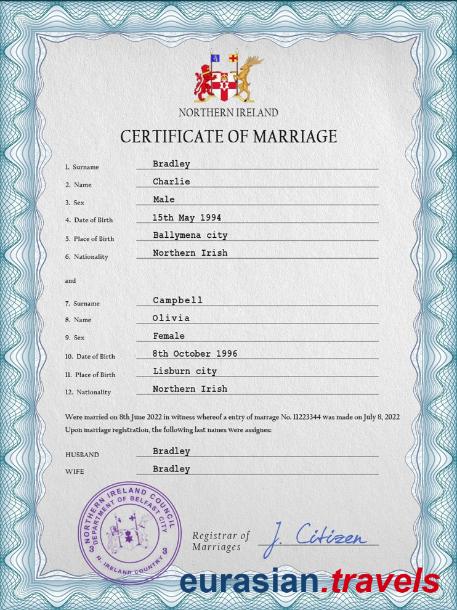 NORTHERN IRELAND
CERTIFICATE OF MARRIAGE
1. Surname Bradley
2. Name Charlie
3. Sex Male
4. Date of Birth 15th May 1994
5. Place of Birth Ballymena city
6. Nationality Northern Irish
and
7. Surname Campbell
8. Name Olivia
9. Sex Female
10. Date of Birth 8th October 1996
11. Place of Birth Lisburn city
12. Nationality Northern Irish
Were married on 8th June 2022 in witness whereof a entry of marrage No. 11223344 was made on July 8, 2022
Upon marriage registration, the following last names were assigns:
HUSBAND Bradley
WIFE Bradley
NORTHERN IRELAND COUNCIL
DEPARTMENT OF BELFAST CITY
N. IRELAND COUNTRY
Registrar of
Marriages
J. Citizen
eurasian.travels